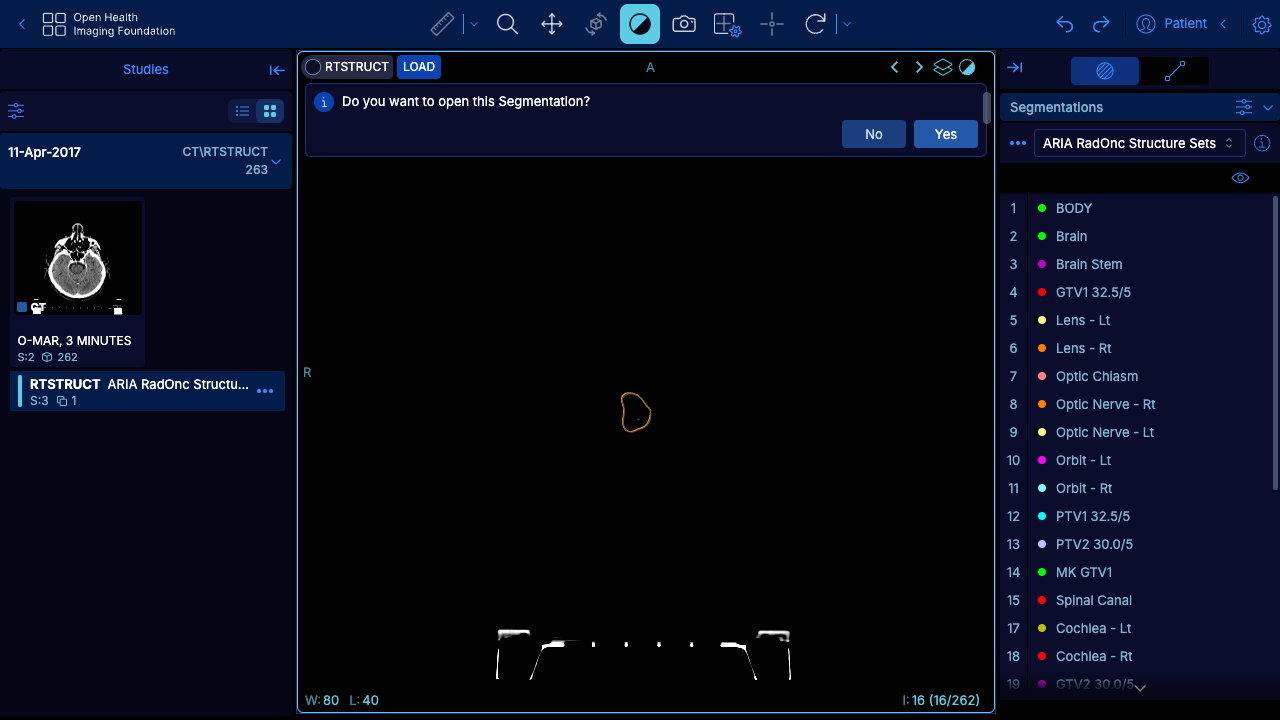 Open Health
Imaging Foundation
Patient
Studies
11-Apr-2017
CT\RTSTRUCT
263
CT
O-MAR, 3 MINUTES
S:2 262
RTSTRUCT ARIA RadOnc Structu...
S:3 1
RTSTRUCT LOAD
A
Do you want to open this Segmentation?
No Yes
R
W: 80 L: 40
I: 16 (16/262)
Segmentations
ARIA RadOnc Structure Sets
1 BODY
2 Brain
3 Brain Stem
4 GTV1 32.5/5
5 Lens - Lt
6 Lens - Rt
7 Optic Chiasm
8 Optic Nerve - Rt
9 Optic Nerve - Lt
10 Orbit - Lt
11 Orbit - Rt
12 PTV1 32.5/5
13 PTV2 30.0/5
14 MK GTV1
15 Spinal Canal
17 Cochlea - Lt
18 Cochlea - Rt
19 GTV2 30.0/5